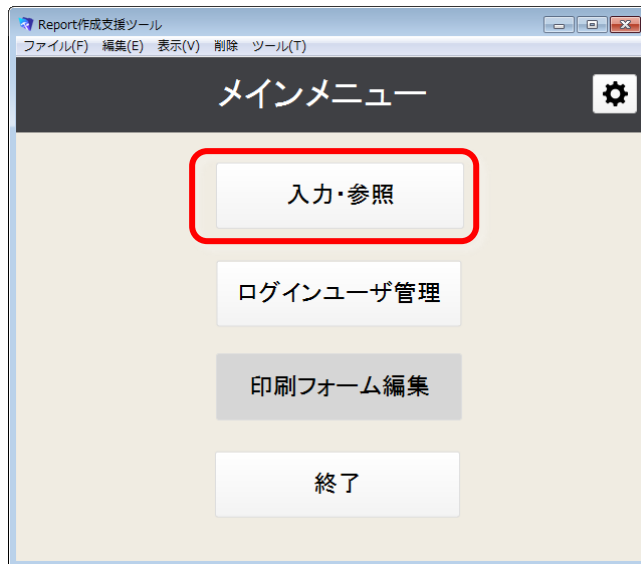 Report作成支援ツール
ファイル(F) 編集(E) 表示(V) 削除 ツール(T)
メインメニュー
入力・参照
ログインユーザ管理
印刷フォーム編集
終了